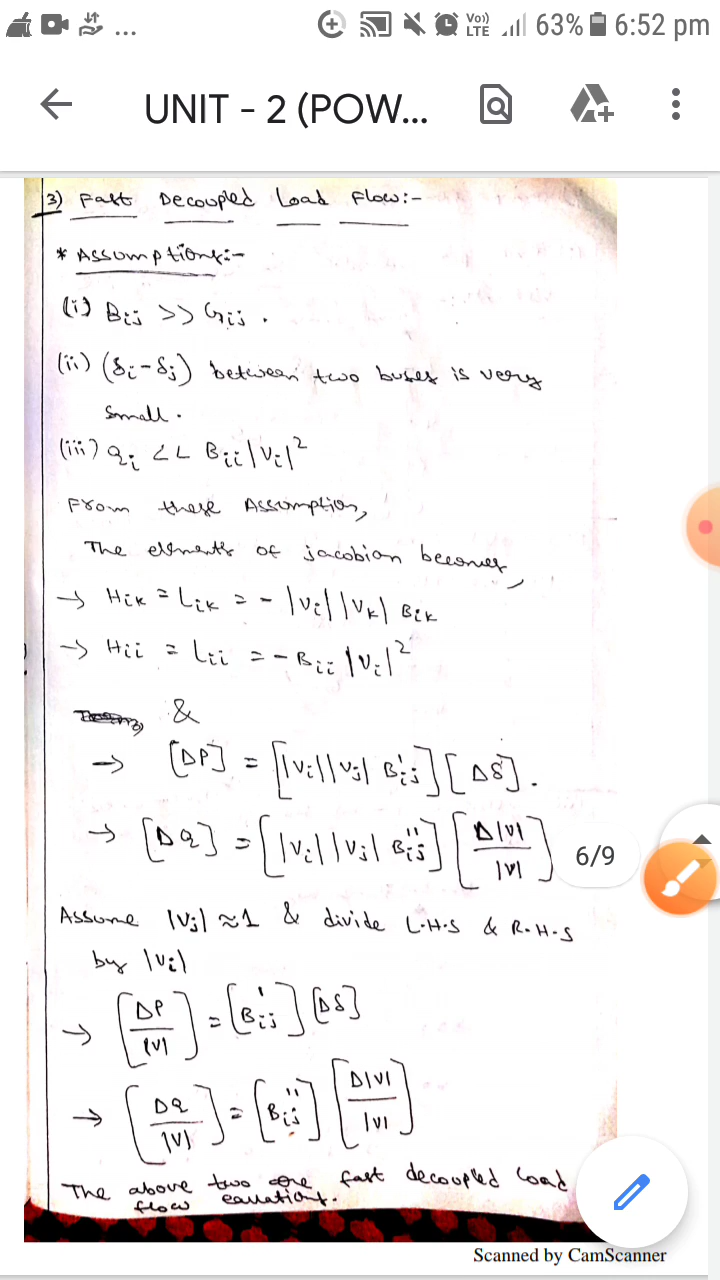 Vo))
LTE 63% 6:52 pm
UNIT - 2 (POW...
3) Fast Decoupled Load Flow:-
* Assumptions:-
(i) Bij >> Gij .
(ii) (δi-δj) between two buses is very
small.
(iii) Qi << Bii|Vi|²
From these Assumption,
The elements of jacobian becomes,
→ Hik = Lik = - |Vi| |Vk| Bik
→ Hii = Lii = - Bii |Vi|²
&
→ [ΔP] = [|Vi||Vj| B'ij] [Δδ].
→ [ΔQ] = [|Vi||Vj| B''ij] [Δ|V| / |V|]
6/9
Assume |Vj| ≈1 & divide L.H.S & R.H.S
by |Vi|
→ [ΔP / |V|] = [B'ij] [Δδ]
→ [ΔQ / |V|] = [B''ij] [Δ|V| / |V|]
The above two are fast decoupled load
flow equations.
Scanned by CamScanner